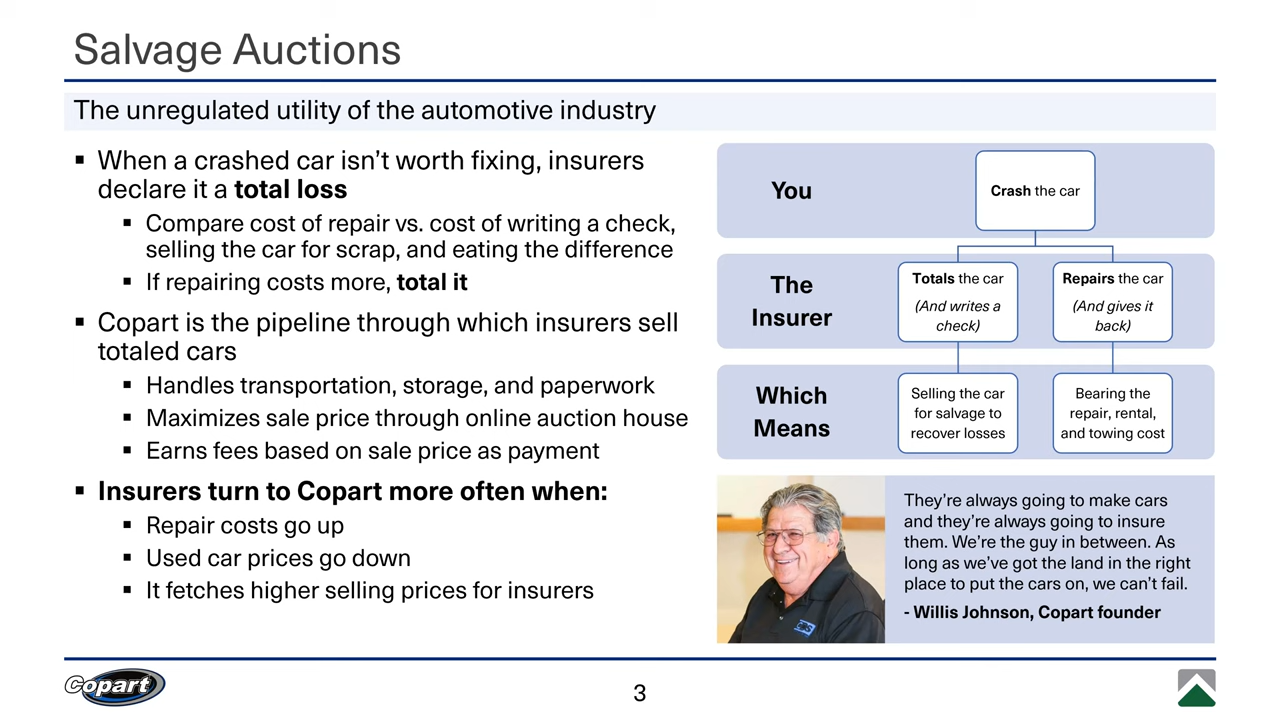 Salvage Auctions
The unregulated utility of the automotive industry
▪ When a crashed car isn’t worth fixing, insurers
declare it a total loss
▪ Compare cost of repair vs. cost of writing a check,
selling the car for scrap, and eating the difference
▪ If repairing costs more, total it
▪ Copart is the pipeline through which insurers sell
totaled cars
▪ Handles transportation, storage, and paperwork
▪ Maximizes sale price through online auction house
▪ Earns fees based on sale price as payment
▪ Insurers turn to Copart more often when:
▪ Repair costs go up
▪ Used car prices go down
▪ It fetches higher selling prices for insurers
You
Crash the car
The
Insurer
Totals the car
(And writes a
check)
Repairs the car
(And gives it
back)
Which
Means
Selling the car
for salvage to
recover losses
Bearing the
repair, rental,
and towing cost
They’re always going to make cars
and they’re always going to insure
them. We’re the guy in between. As
long as we’ve got the land in the right
place to put the cars on, we can’t fail.
- Willis Johnson, Copart founder
Copart
3